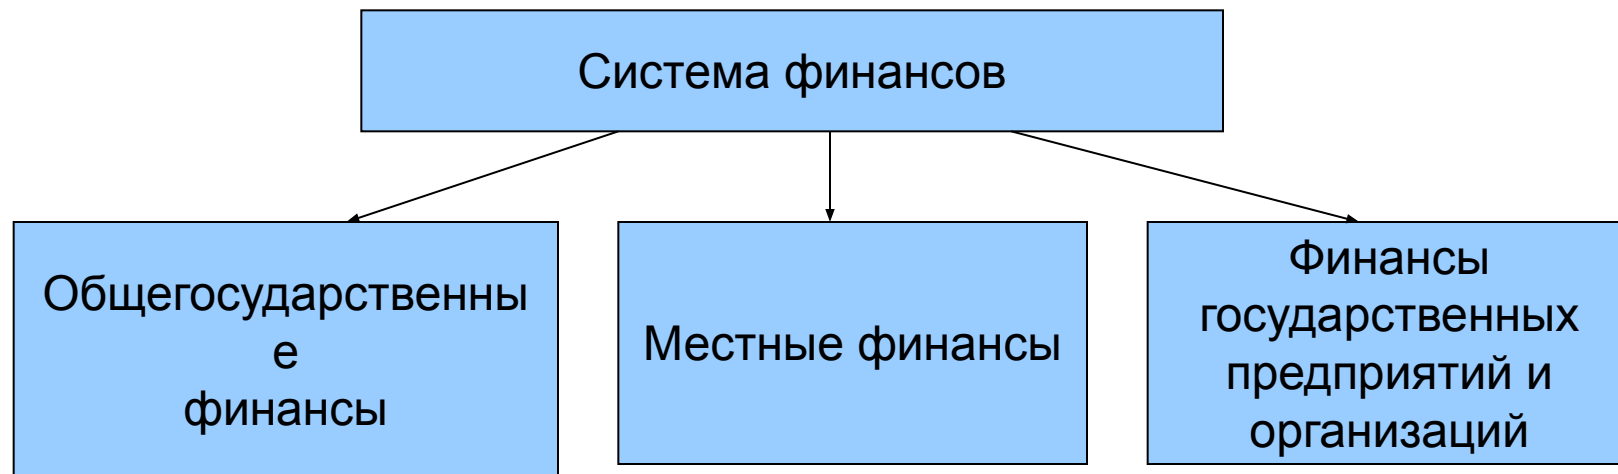 Система финансов
Общегосударственны
е
финансы
Местные финансы
Финансы
государственных
предприятий и
организаций